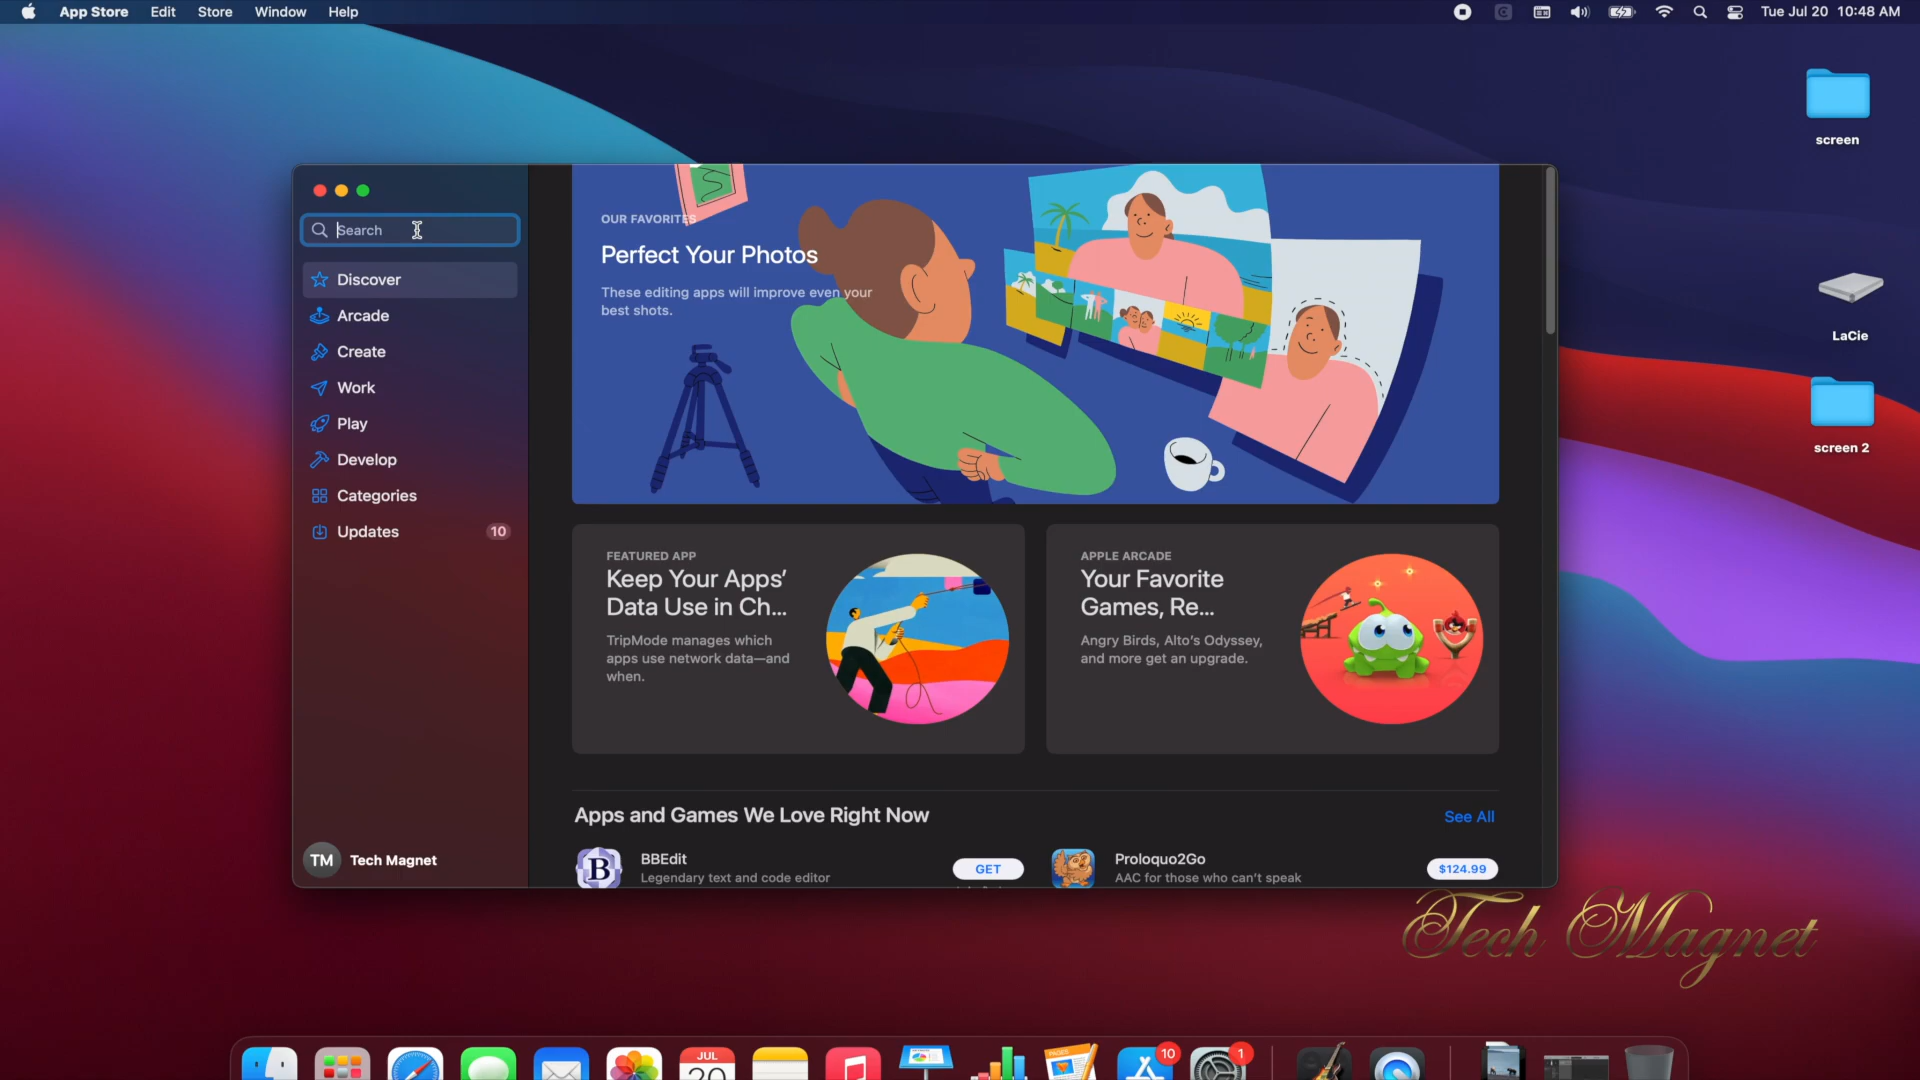 App Store Edit Store Window Help
Tue Jul 20 10:48 AM
screen
LaCie
screen 2
Search
Discover
Arcade
Create
Work
Play
Develop
Categories
Updates 10
TM Tech Magnet
OUR FAVORITES
Perfect Your Photos
These editing apps will improve even your
best shots.
FEATURED APP
Keep Your Apps'
Data Use in Ch...
TripMode manages which
apps use network data—and
when.
APPLE ARCADE
Your Favorite
Games, Re...
Angry Birds, Alto's Odyssey,
and more get an upgrade.
Apps and Games We Love Right Now
See All
B
BBEdit
Legendary text and code editor
GET
Proloquo2Go
AAC for those who can't speak
$124.99
Tech Magnet
JUL
20
PAGES
10
1